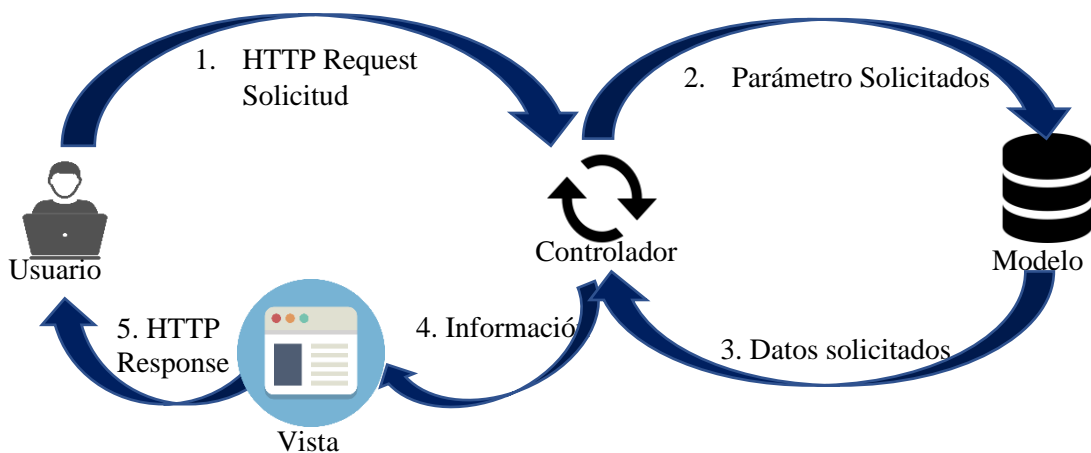 1. HTTP Request
Solicitud
2. Parámetro Solicitados
Usuario
Controlador
Modelo
5. HTTP
Response
4. Informació
3. Datos solicitados
Vista